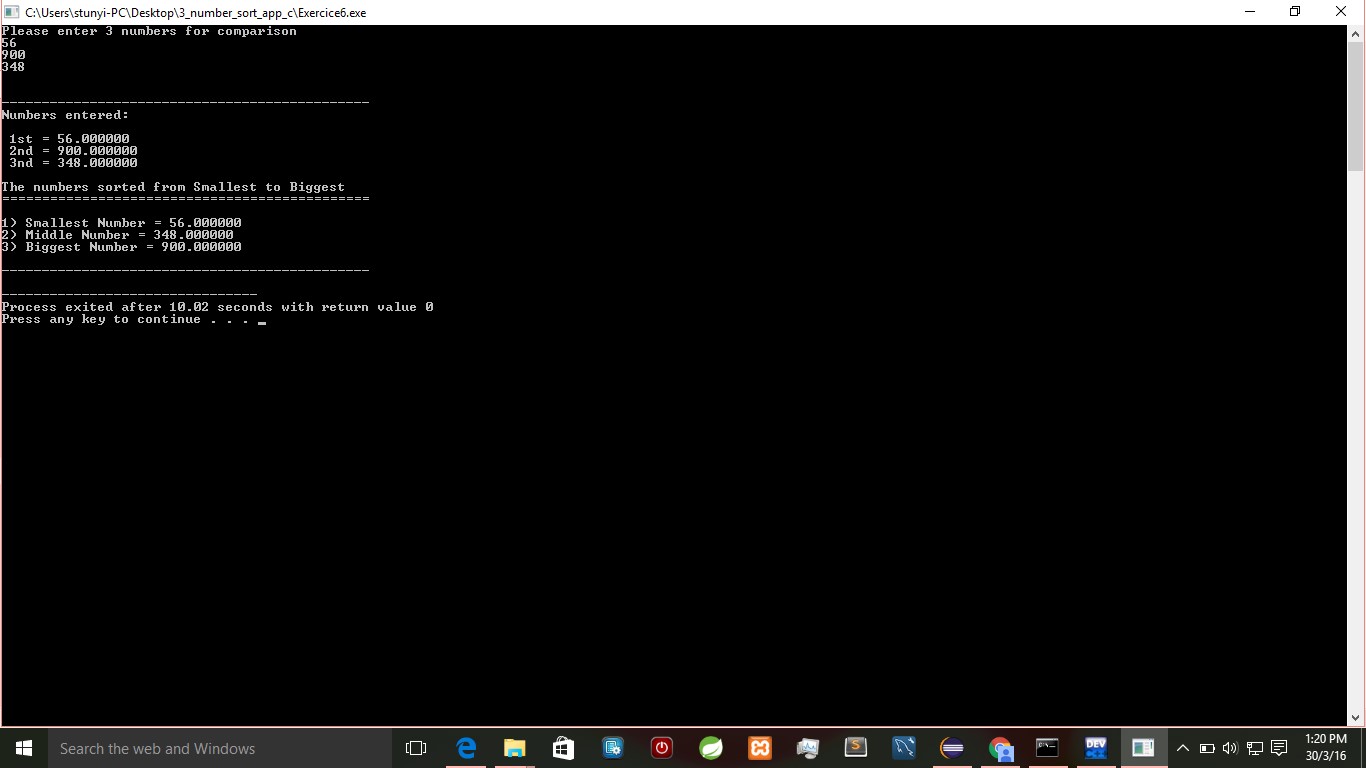 C:\Users\stunyi-PC\Desktop\3_number_sort_app_c\Exercice6.exe
Please enter 3 numbers for comparison
56
900
348
----------------------------------------------
Numbers entered:
1st = 56.000000
2nd = 900.000000
3nd = 348.000000
The numbers sorted from Smallest to Biggest
==============================================
1) Smallest Number = 56.000000
2) Middle Number = 348.000000
3) Biggest Number = 900.000000
----------------------------------------------
--------------------------------
Process exited after 10.02 seconds with return value 0
Press any key to continue . . . _
Search the web and Windows
S
DEV
1:20 PM
30/3/16